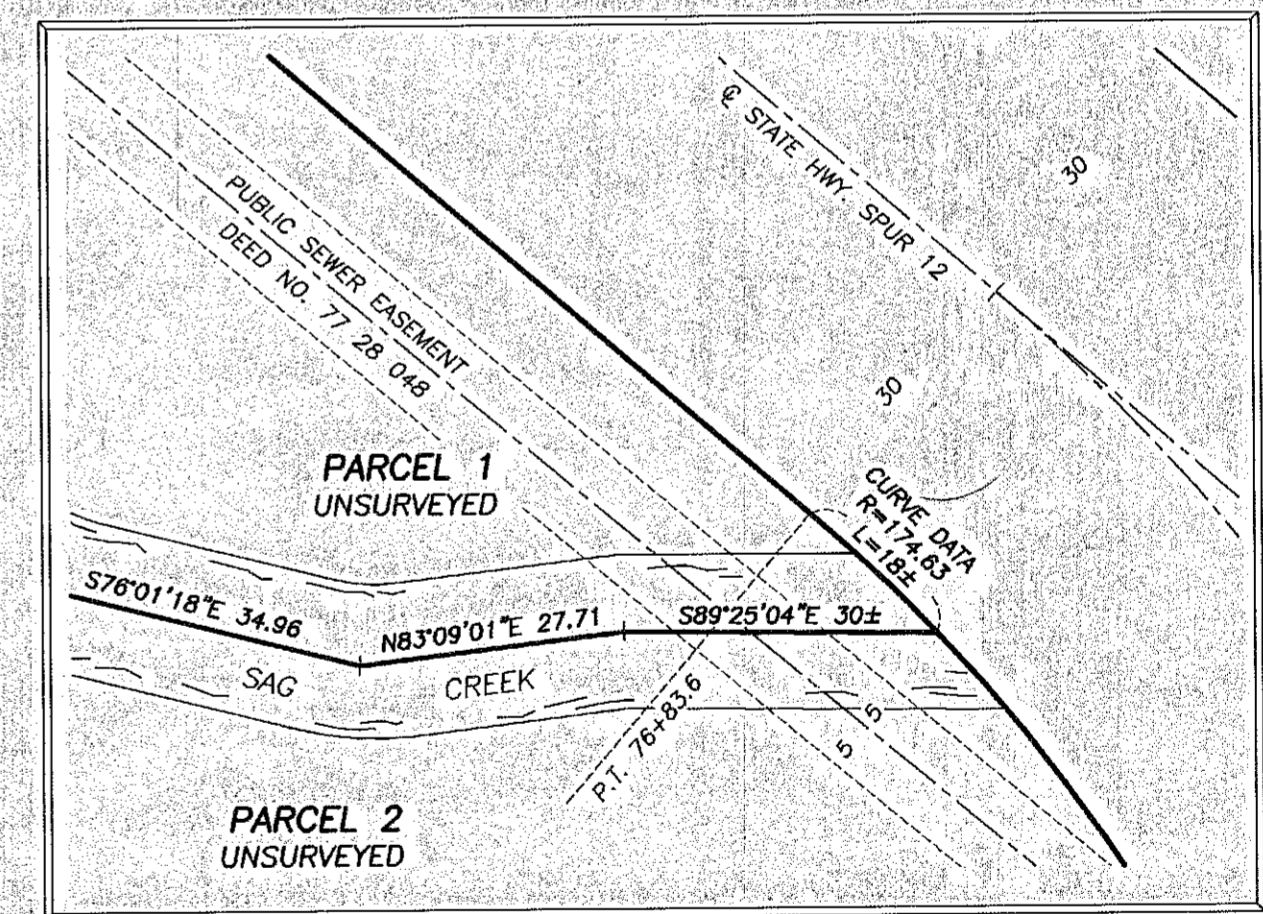 ℄ STATE HWY. SPUR 12
30
PUBLIC SEWER EASEMENT
DEED NO. 77 28 048
30
PARCEL 1
UNSURVEYED
CURVE DATA
R=174.63
L=18±
S76°01'18"E 34.96
N83°09'01"E 27.71
S89°25'04"E 30±
SAG CREEK
P.T. 76+83.6
5
5
PARCEL 2
UNSURVEYED